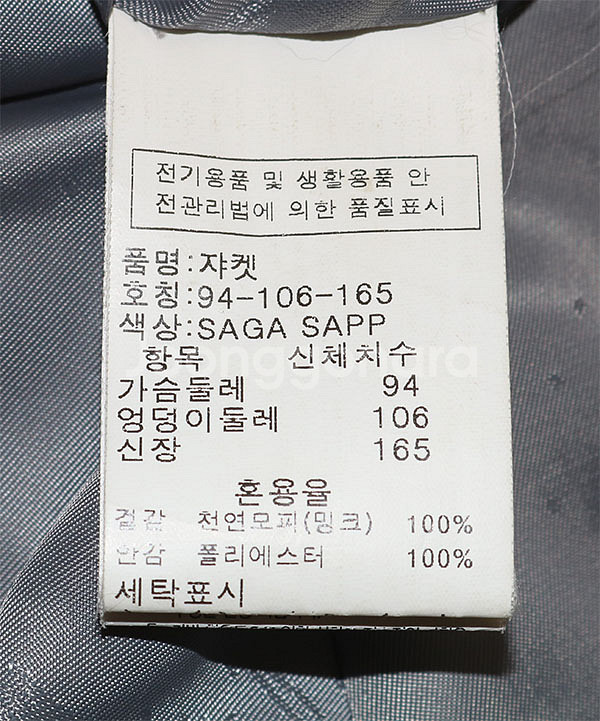 전기용품 및 생활용품 안
전관리법에 의한 품질표시
품명:쟈켓
호칭:94-106-165
색상:SAGA SAPP
항목 신체치수
가슴둘레 94
엉덩이둘레 106
신장 165
혼용율
겉감 천연모피(밍크) 100%
안감 폴리에스터 100%
세탁표시